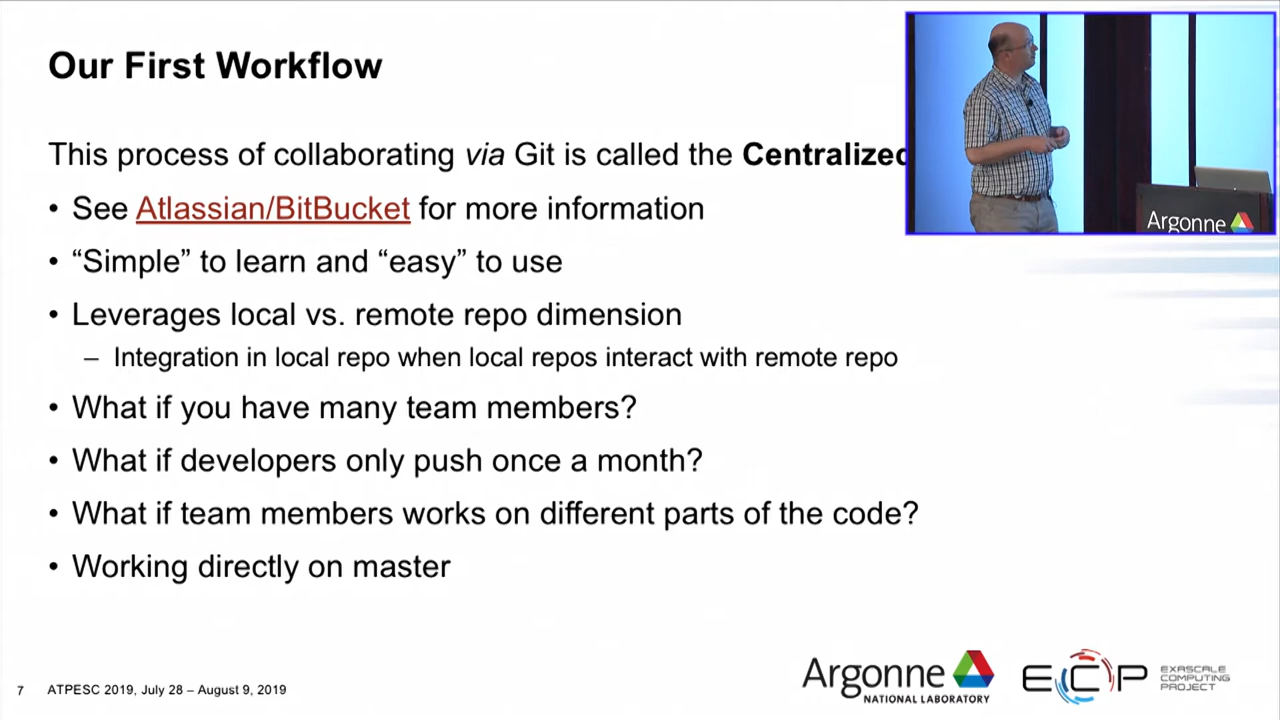 Our First Workflow
This process of collaborating via Git is called the Centralized
• See Atlassian/BitBucket for more information
• “Simple” to learn and “easy” to use
• Leverages local vs. remote repo dimension
– Integration in local repo when local repos interact with remote repo
• What if you have many team members?
• What if developers only push once a month?
• What if team members works on different parts of the code?
• Working directly on master
Argonne
7 ATPESC 2019, July 28 – August 9, 2019
Argonne
NATIONAL LABORATORY
ECP
EXASCALE
COMPUTING
PROJECT